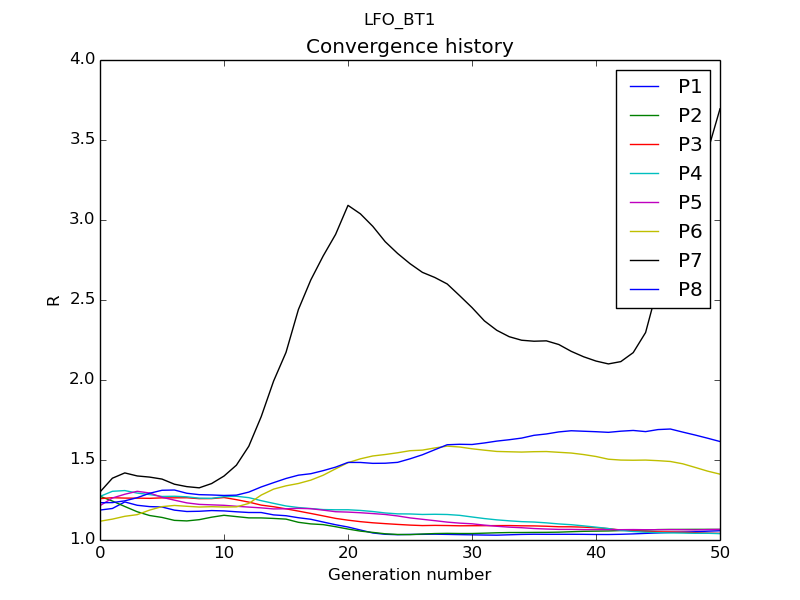 LFO_BT1
Convergence history
R
4.0
3.5
3.0
2.5
2.0
1.5
1.0
0
10
20
30
40
50
Generation number
P1
P2
P3
P4
P5
P6
P7
P8